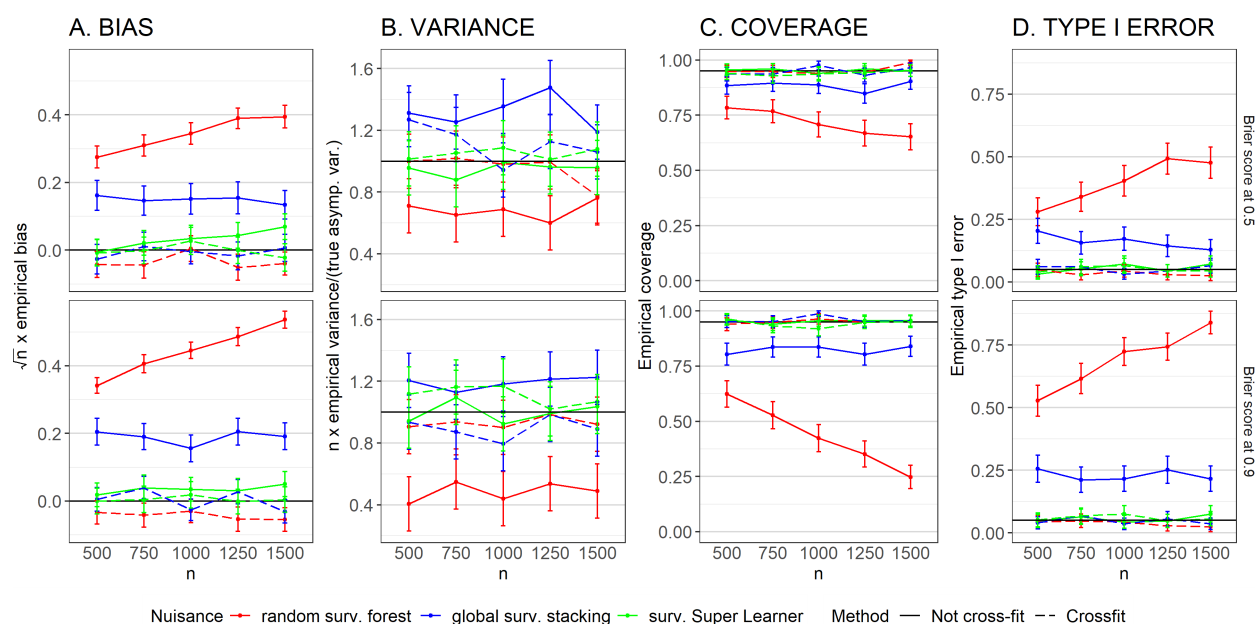 A. BIAS
B. VARIANCE
C. COVERAGE
D. TYPE I ERROR
√n x empirical bias
0.4
0.2
0.0
0.4
0.2
0.0
500 750 1000 1250 1500
n
n x empirical variance/(true asymp. var.)
1.6
1.2
0.8
0.4
1.6
1.2
0.8
0.4
500 750 1000 1250 1500
n
Empirical coverage
1.00
0.75
0.50
0.25
0.00
1.00
0.75
0.50
0.25
0.00
500 750 1000 1250 1500
n
Empirical type I error
0.75
0.50
0.25
0.00
0.75
0.50
0.25
0.00
500 750 1000 1250 1500
n
Brier score at 0.5
Brier score at 0.9
Nuisance random surv. forest global surv. stacking surv. Super Learner Method Not cross-fit Crossfit